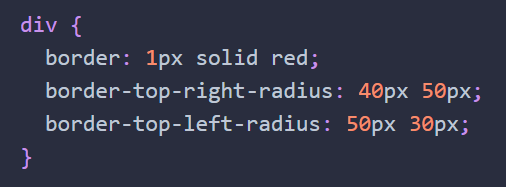 div {
  border: 1px solid red;
  border-top-right-radius: 40px 50px;
  border-top-left-radius: 50px 30px;
}